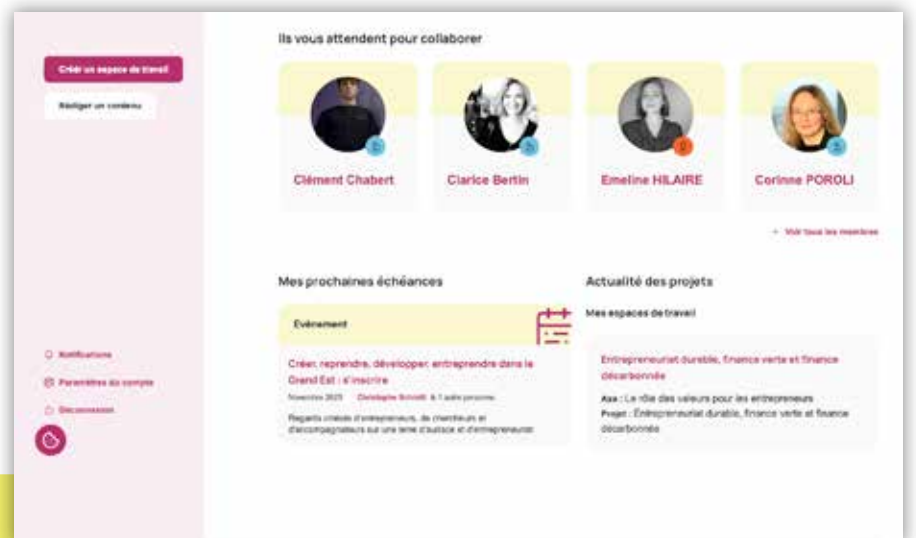 Créer un espace de travail
Rédiger un contenu
Notifications
Paramètres du compte
Déconnexion
Ils vous attendent pour collaborer
Clément Chabert
Clarice Bertin
Emeline HILAIRE
Corinne POROLI
+ Voir tous les membres
Mes prochaines échéances
Evénement
Créer, reprendre, développer, entreprendre dans le
Grand Est : s'inscrire
Novembre 2023 Christophe Schmitt & 1 autre personne
Regards croisés d'entrepreneurs, de chercheurs et
d'accompagnateurs sur une terre d'audace et d'entrepreneuriat
Actualité des projets
Mes espaces de travail
Entrepreneuriat durable, finance verte et finance
décarbonnée
Axe : Le rôle des valeurs pour les entrepreneurs
Projet : Entrepreneuriat durable, finance verte et finance
décarbonnée